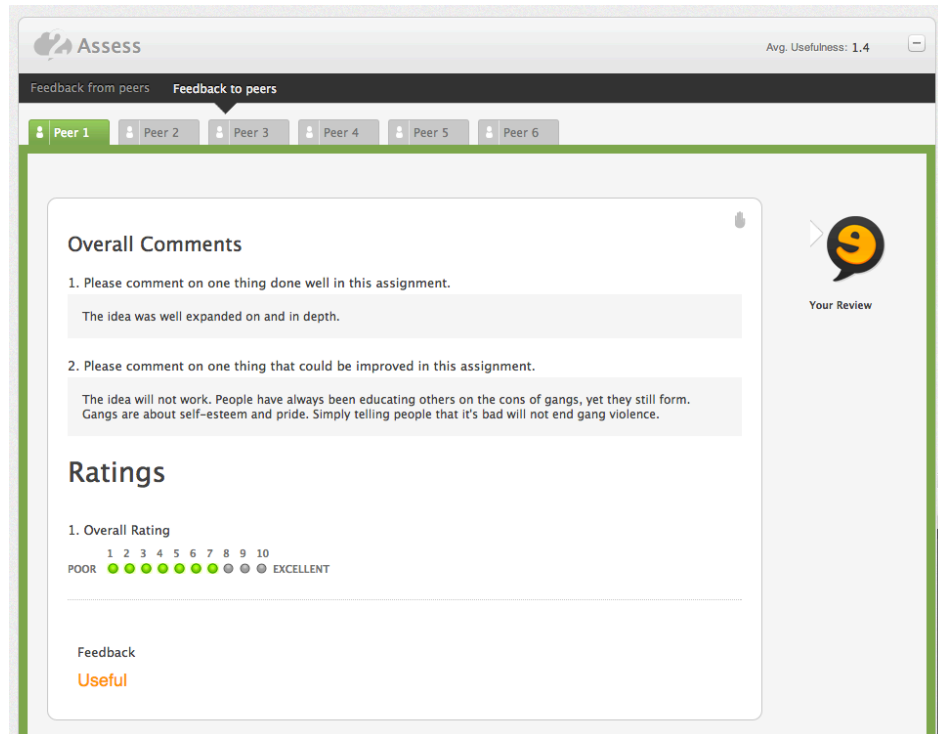 2 Assess
Avg. Usefulness: 1.4
Feedback from peers Feedback to peers
Peer 1 Peer 2 Peer 3 Peer 4 Peer 5 Peer 6
Overall Comments
1. Please comment on one thing done well in this assignment.
The idea was well expanded on and in depth.
2. Please comment on one thing that could be improved in this assignment.
The idea will not work. People have always been educating others on the cons of gangs, yet they still form.
Gangs are about self-esteem and pride. Simply telling people that it's bad will not end gang violence.
Your Review
Ratings
1. Overall Rating
1 2 3 4 5 6 7 8 9 10
POOR EXCELLENT
Feedback
Useful